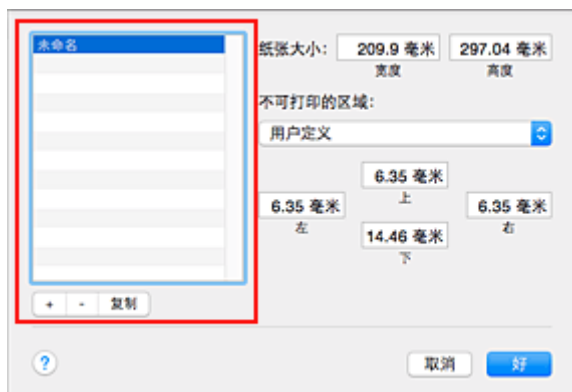 未命名
纸张大小: 209.9 毫米 297.04 毫米
宽度 高度
不可打印的区域:
用户定义
6.35 毫米
上
6.35 毫米 6.35 毫米
左 右
14.46 毫米
下
+ - 复制
? 取消 好